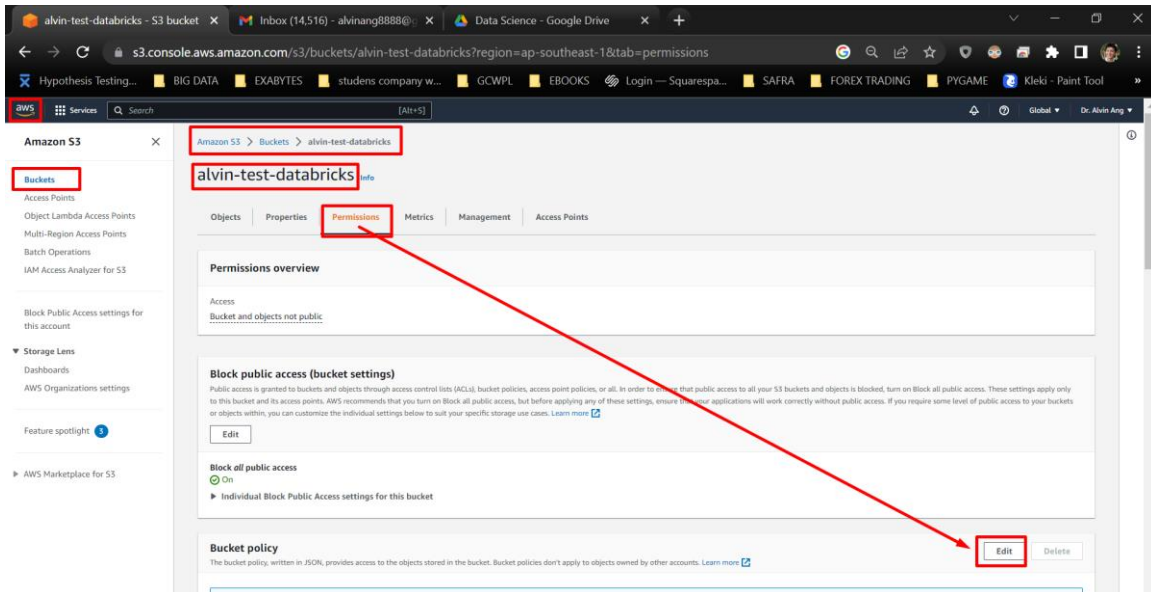 alvin-test-databricks - S3 bucket
Inbox (14,516) - alvinang8888@g
Data Science - Google Drive
s3.console.aws.amazon.com/s3/buckets/alvin-test-databricks?region=ap-southeast-1&tab=permissions
Hypothesis Testing...
BIG DATA
EXABYTES
studens company w...
GCWPL
EBOOKS
Login — Squarespa...
SAFRA
FOREX TRADING
PYGAME
Kleki - Paint Tool
»
aws
Services
Search
[Alt+S]
Global
Dr. Alvin Ang
Amazon S3
Buckets
Access Points
Object Lambda Access Points
Multi-Region Access Points
Batch Operations
IAM Access Analyzer for S3
Block Public Access settings for
this account
Storage Lens
Dashboards
AWS Organizations settings
Feature spotlight 3
AWS Marketplace for S3
Amazon S3 > Buckets > alvin-test-databricks
alvin-test-databricks Info
Objects
Properties
Permissions
Metrics
Management
Access Points
Permissions overview
Access
Bucket and objects not public
Block public access (bucket settings)
Public access is granted to buckets and objects through access control lists (ACLs), bucket policies, access point policies, or all. In order to ensure that public access to all your S3 buckets and objects is blocked, turn on Block all public access. These settings apply only
to this bucket and its access points. AWS recommends that you turn on Block all public access, but before applying any of these settings, ensure that your applications will work correctly without public access. If you require some level of public access to your buckets
or objects within, you can customize the individual settings below to suit your specific storage use cases. Learn more
Edit
Block all public access
On
Individual Block Public Access settings for this bucket
Bucket policy
The bucket policy, written in JSON, provides access to the objects stored in the bucket. Bucket policies don't apply to objects owned by other accounts. Learn more
Edit
Delete